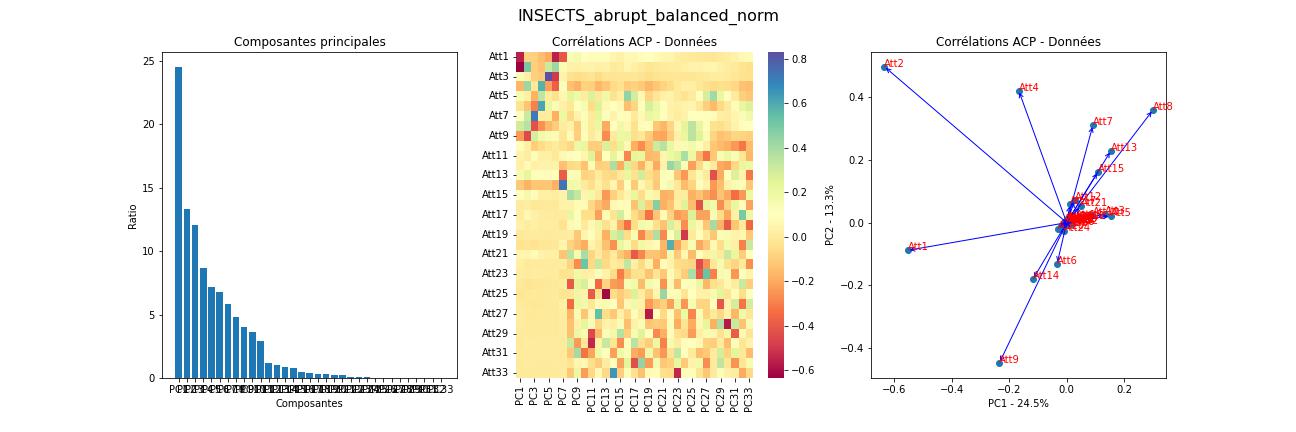 INSECTS_abrupt_balanced_norm
Composantes principales
Ratio
25
20
15
10
5
0
Composantes
Corrélations ACP - Données
Att1
Att3
Att5
Att7
Att9
Att11
Att13
Att15
Att17
Att19
Att21
Att23
Att25
Att27
Att29
Att31
Att33
PC1
PC3
PC5
PC7
PC9
PC11
PC13
PC15
PC17
PC19
PC21
PC23
PC25
PC27
PC29
PC31
PC33
0.8
0.6
0.4
0.2
0.0
−0.2
−0.4
−0.6
Corrélations ACP - Données
PC2 - 13.3%
0.4
0.2
0.0
−0.2
−0.4
Att2
Att4
Att8
Att7
Att13
Att15
Att21
Att5
Att24
Att1
Att6
Att14
Att9
−0.6
−0.4
−0.2
0.0
0.2
PC1 - 24.5%